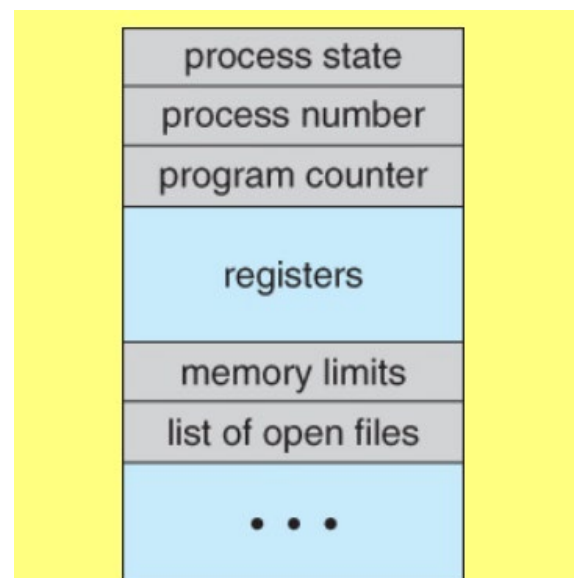 process state
process number
program counter
registers
memory limits
list of open files
• • •